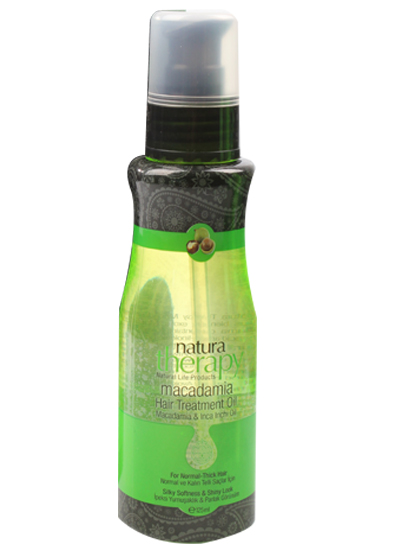 natura
therapy
Natural Life Products
macadamia
Hair Treatment Oil
Macadamia & Inca Inchi Oil
For Normal-Thick Hair
Normal ve Kalın Telli Saçlar İçin
Silky Softness & Shiny Look
İpeksi Yumuşaklık & Parlak Görünüm
℮125ml